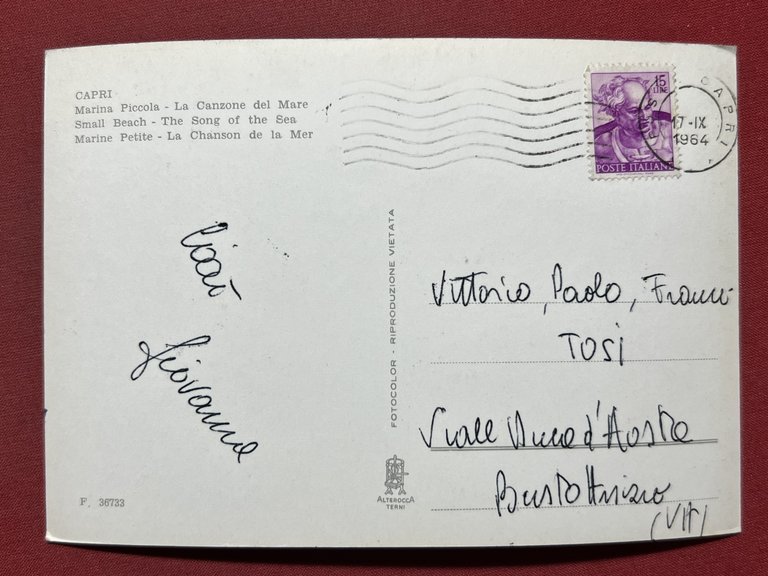 CAPRI
Marina Piccola - La Canzone del Mare
Small Beach - The Song of the Sea
Marine Petite - La Chanson de la Mer
15
LIRE
POSTE ITALIANE
CAPRI
17-IX
1964
Ciao
Giovanna
FOTOCOLOR - RIPRODUZIONE VIETATA
Vittorio, Paolo, Franco
TOSI
Viale Duca d'Aosta
Busto Arsizio
(VA)
ALTEROCCA
TERNI
F. 36733